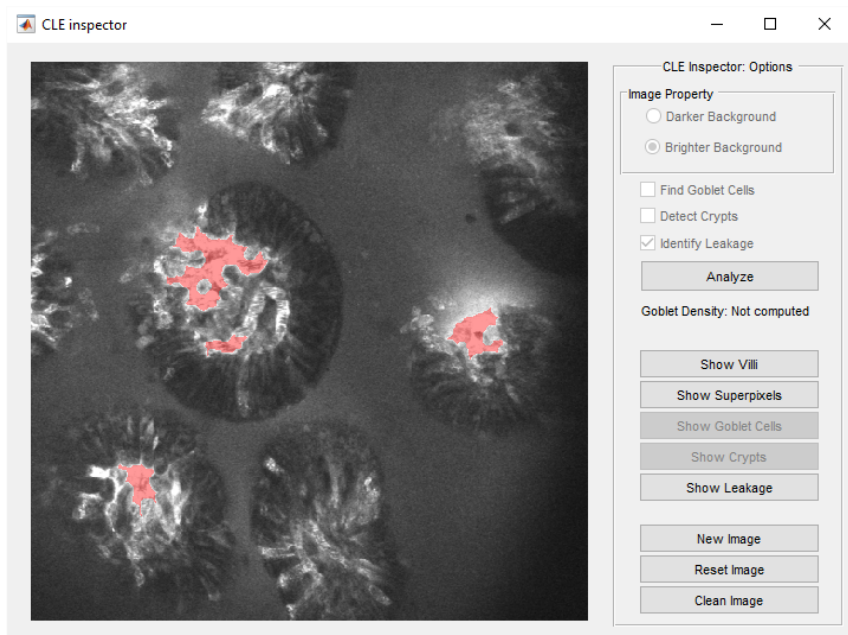 CLE inspector
CLE Inspector: Options
Image Property
Darker Background
Brighter Background
Find Goblet Cells
Detect Crypts
Identify Leakage
Analyze
Goblet Density: Not computed
Show Villi
Show Superpixels
Show Goblet Cells
Show Crypts
Show Leakage
New Image
Reset Image
Clean Image